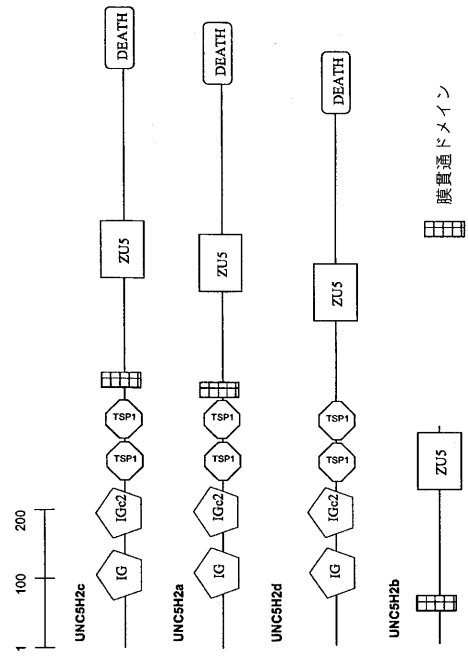 1 100 200
UNC5H2c
IG IGc2 TSP1 TSP1 ZU5 DEATH
UNC5H2a
IG IGc2 TSP1 TSP1 ZU5 DEATH
UNC5H2d
IG IGc2 TSP1 TSP1 ZU5 DEATH
UNC5H2b
ZU5
膜貫通ドメイン